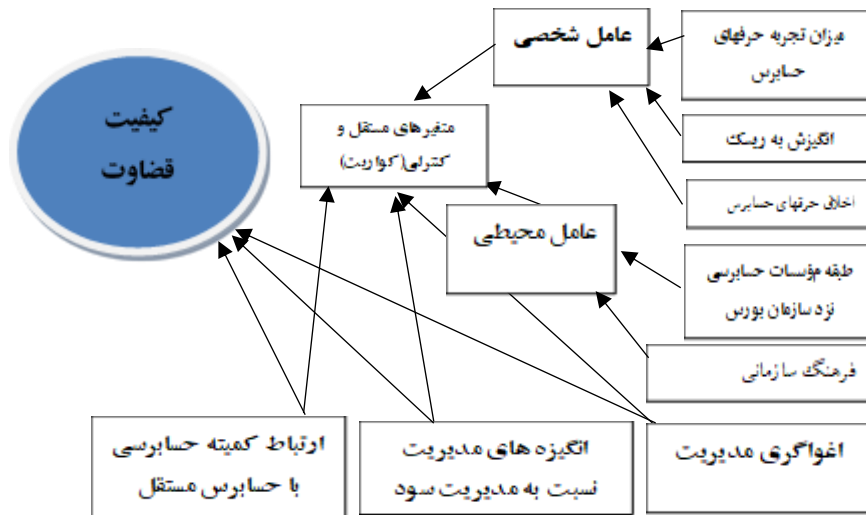 کیفیت
قضاوت
عامل شخصی
میزان تجربه حرفهای
حسابرس
متغیرهای مستقل و
کنترلی(کواریت)
انگیزش به ریسک
اخلاق حرفهای حسابرس
عامل محیطی
طبقه مؤسسات حسابرسی
نزد سازمان بورس
فرهنگ سازمانی
ارتباط کمیته حسابرسی
با حسابرس مستقل
انگیزه های مدیریت
نسبت به مدیریت سود
اغواگری مدیریت